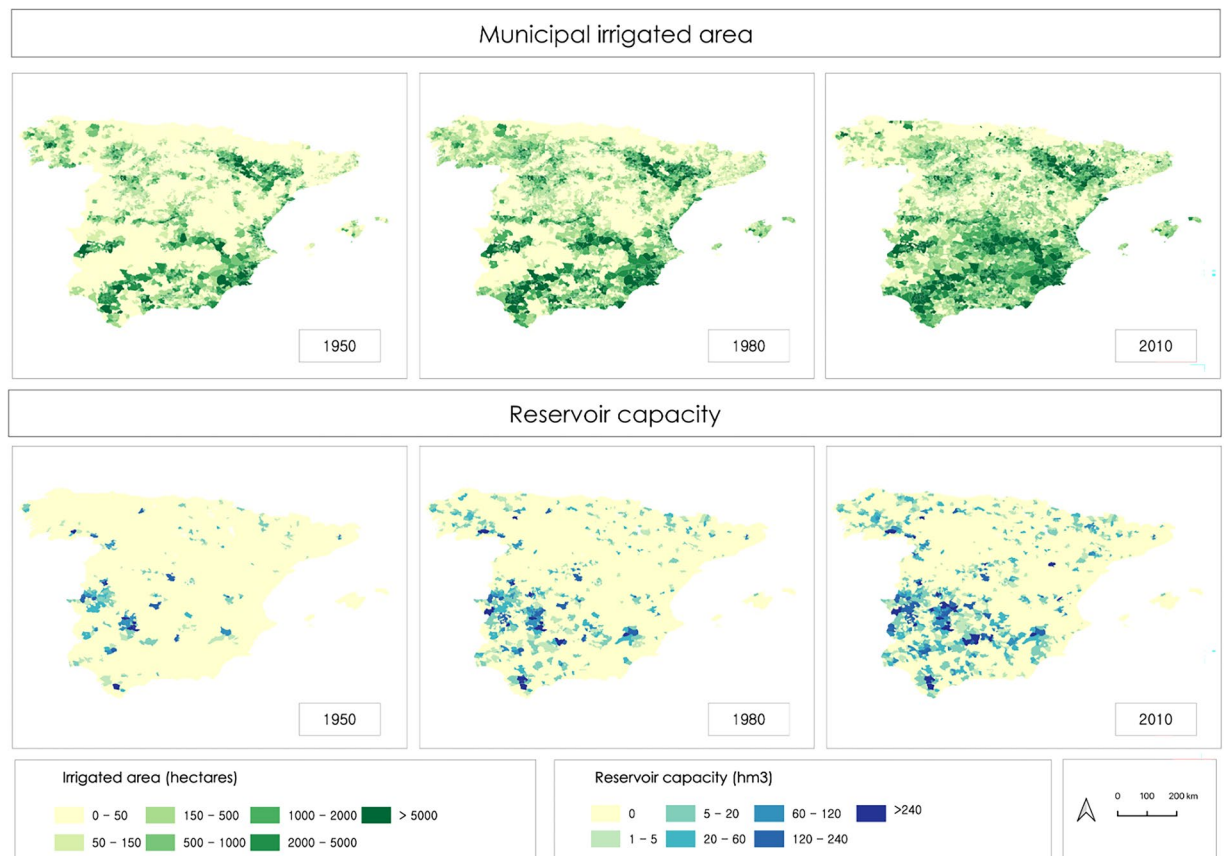 Municipal irrigated area
1950
1980
2010
Reservoir capacity
1950
1980
2010
Irrigated area (hectares)
0 - 50
150 - 500
1000 - 2000
> 5000
50 - 150
500 - 1000
2000 - 5000
Reservoir capacity (hm3)
0
5 - 20
60 - 120
>240
1 - 5
20 - 60
120 - 240
0 100 200 km